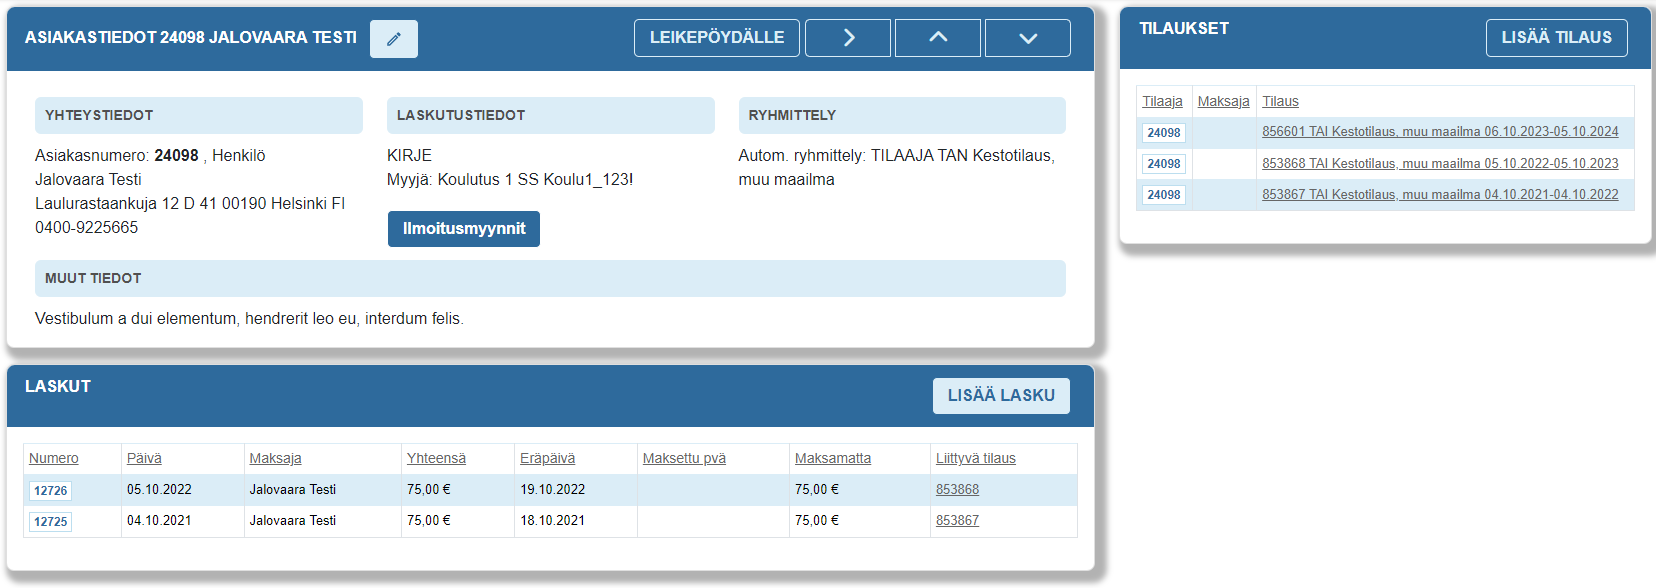 ASIAKASTIEDOT 24098 JALOVAARA TESTI
LEIKEPÖYDÄLLE
YHTEYSTIEDOT
Asiakasnumero: 24098 , Henkilö
Jalovaara Testi
Laulurastaankuja 12 D 41 00190 Helsinki FI
0400-9225665
LASKUTUSTIEDOT
KIRJE
Myyjä: Koulutus 1 SS Koulu1_123!
Ilmoitusmyynnit
RYHMITTELY
Autom. ryhmittely: TILAAJA TAN Kestotilaus,
muu maailma
MUUT TIEDOT
Vestibulum a dui elementum, hendrerit leo eu, interdum felis.
TILAUKSET
LISÄÄ TILAUS
Tilaaja Maksaja Tilaus
24098 856601 TAI Kestotilaus, muu maailma 06.10.2023-05.10.2024
24098 853868 TAI Kestotilaus, muu maailma 05.10.2022-05.10.2023
24098 853867 TAI Kestotilaus, muu maailma 04.10.2021-04.10.2022
LASKUT
LISÄÄ LASKU
Numero Päivä Maksaja Yhteensä Eräpäivä Maksettu pvä Maksamatta Liittyvä tilaus
12726 05.10.2022 Jalovaara Testi 75,00 € 19.10.2022 75,00 € 853868
12725 04.10.2021 Jalovaara Testi 75,00 € 18.10.2021 75,00 € 853867